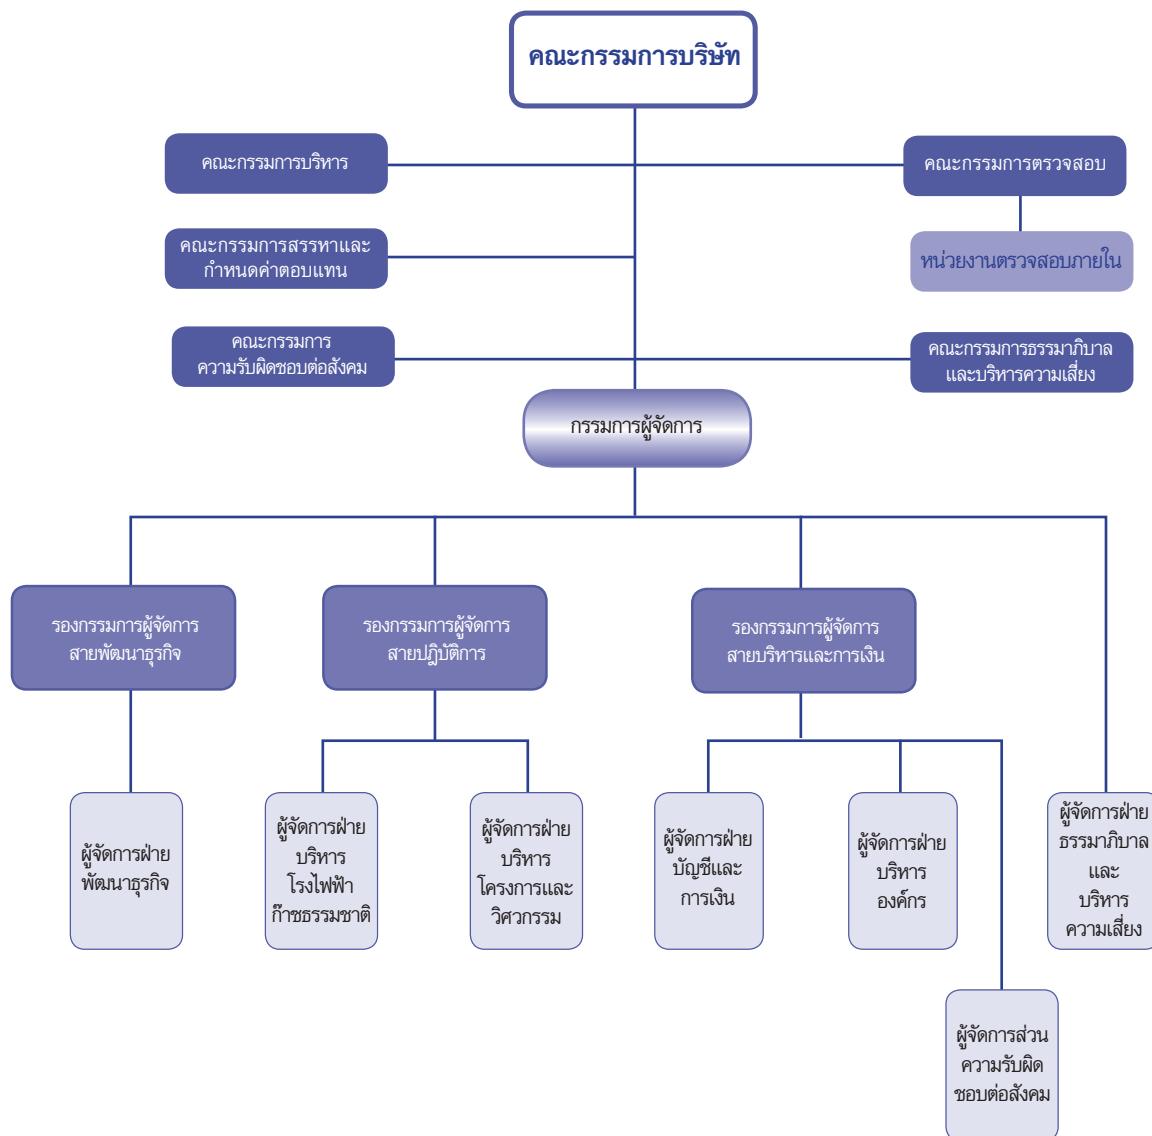 คณะกรรมการบริษัท
คณะกรรมการบริหาร
คณะกรรมการตรวจสอบ
คณะกรรมการสรรหาและ
กำหนดค่าตอบแทน
หน่วยงานตรวจสอบภายใน
คณะกรรมการ
ความรับผิดชอบต่อสังคม
คณะกรรมการธรรมาภิบาล
และบริหารความเสี่ยง
กรรมการผู้จัดการ
รองกรรมการผู้จัดการ
สายพัฒนาธุรกิจ
รองกรรมการผู้จัดการ
สายปฎิบัติการ
รองกรรมการผู้จัดการ
สายบริหารและการเงิน
ผู้จัดการฝ่าย
พัฒนาธุรกิจ
ผู้จัดการฝ่าย
บริหาร
โรงไฟฟ้า
ก๊าซธรรมชาติ
ผู้จัดการฝ่าย
บริหาร
โครงการและ
วิศวกรรม
ผู้จัดการฝ่าย
บัญชีและ
การเงิน
ผู้จัดการฝ่าย
บริหาร
องค์กร
ผู้จัดการฝ่าย
ธรรมาภิบาล
และ
บริหาร
ความเสี่ยง
ผู้จัดการส่วน
ความรับผิด
ชอบต่อสังคม